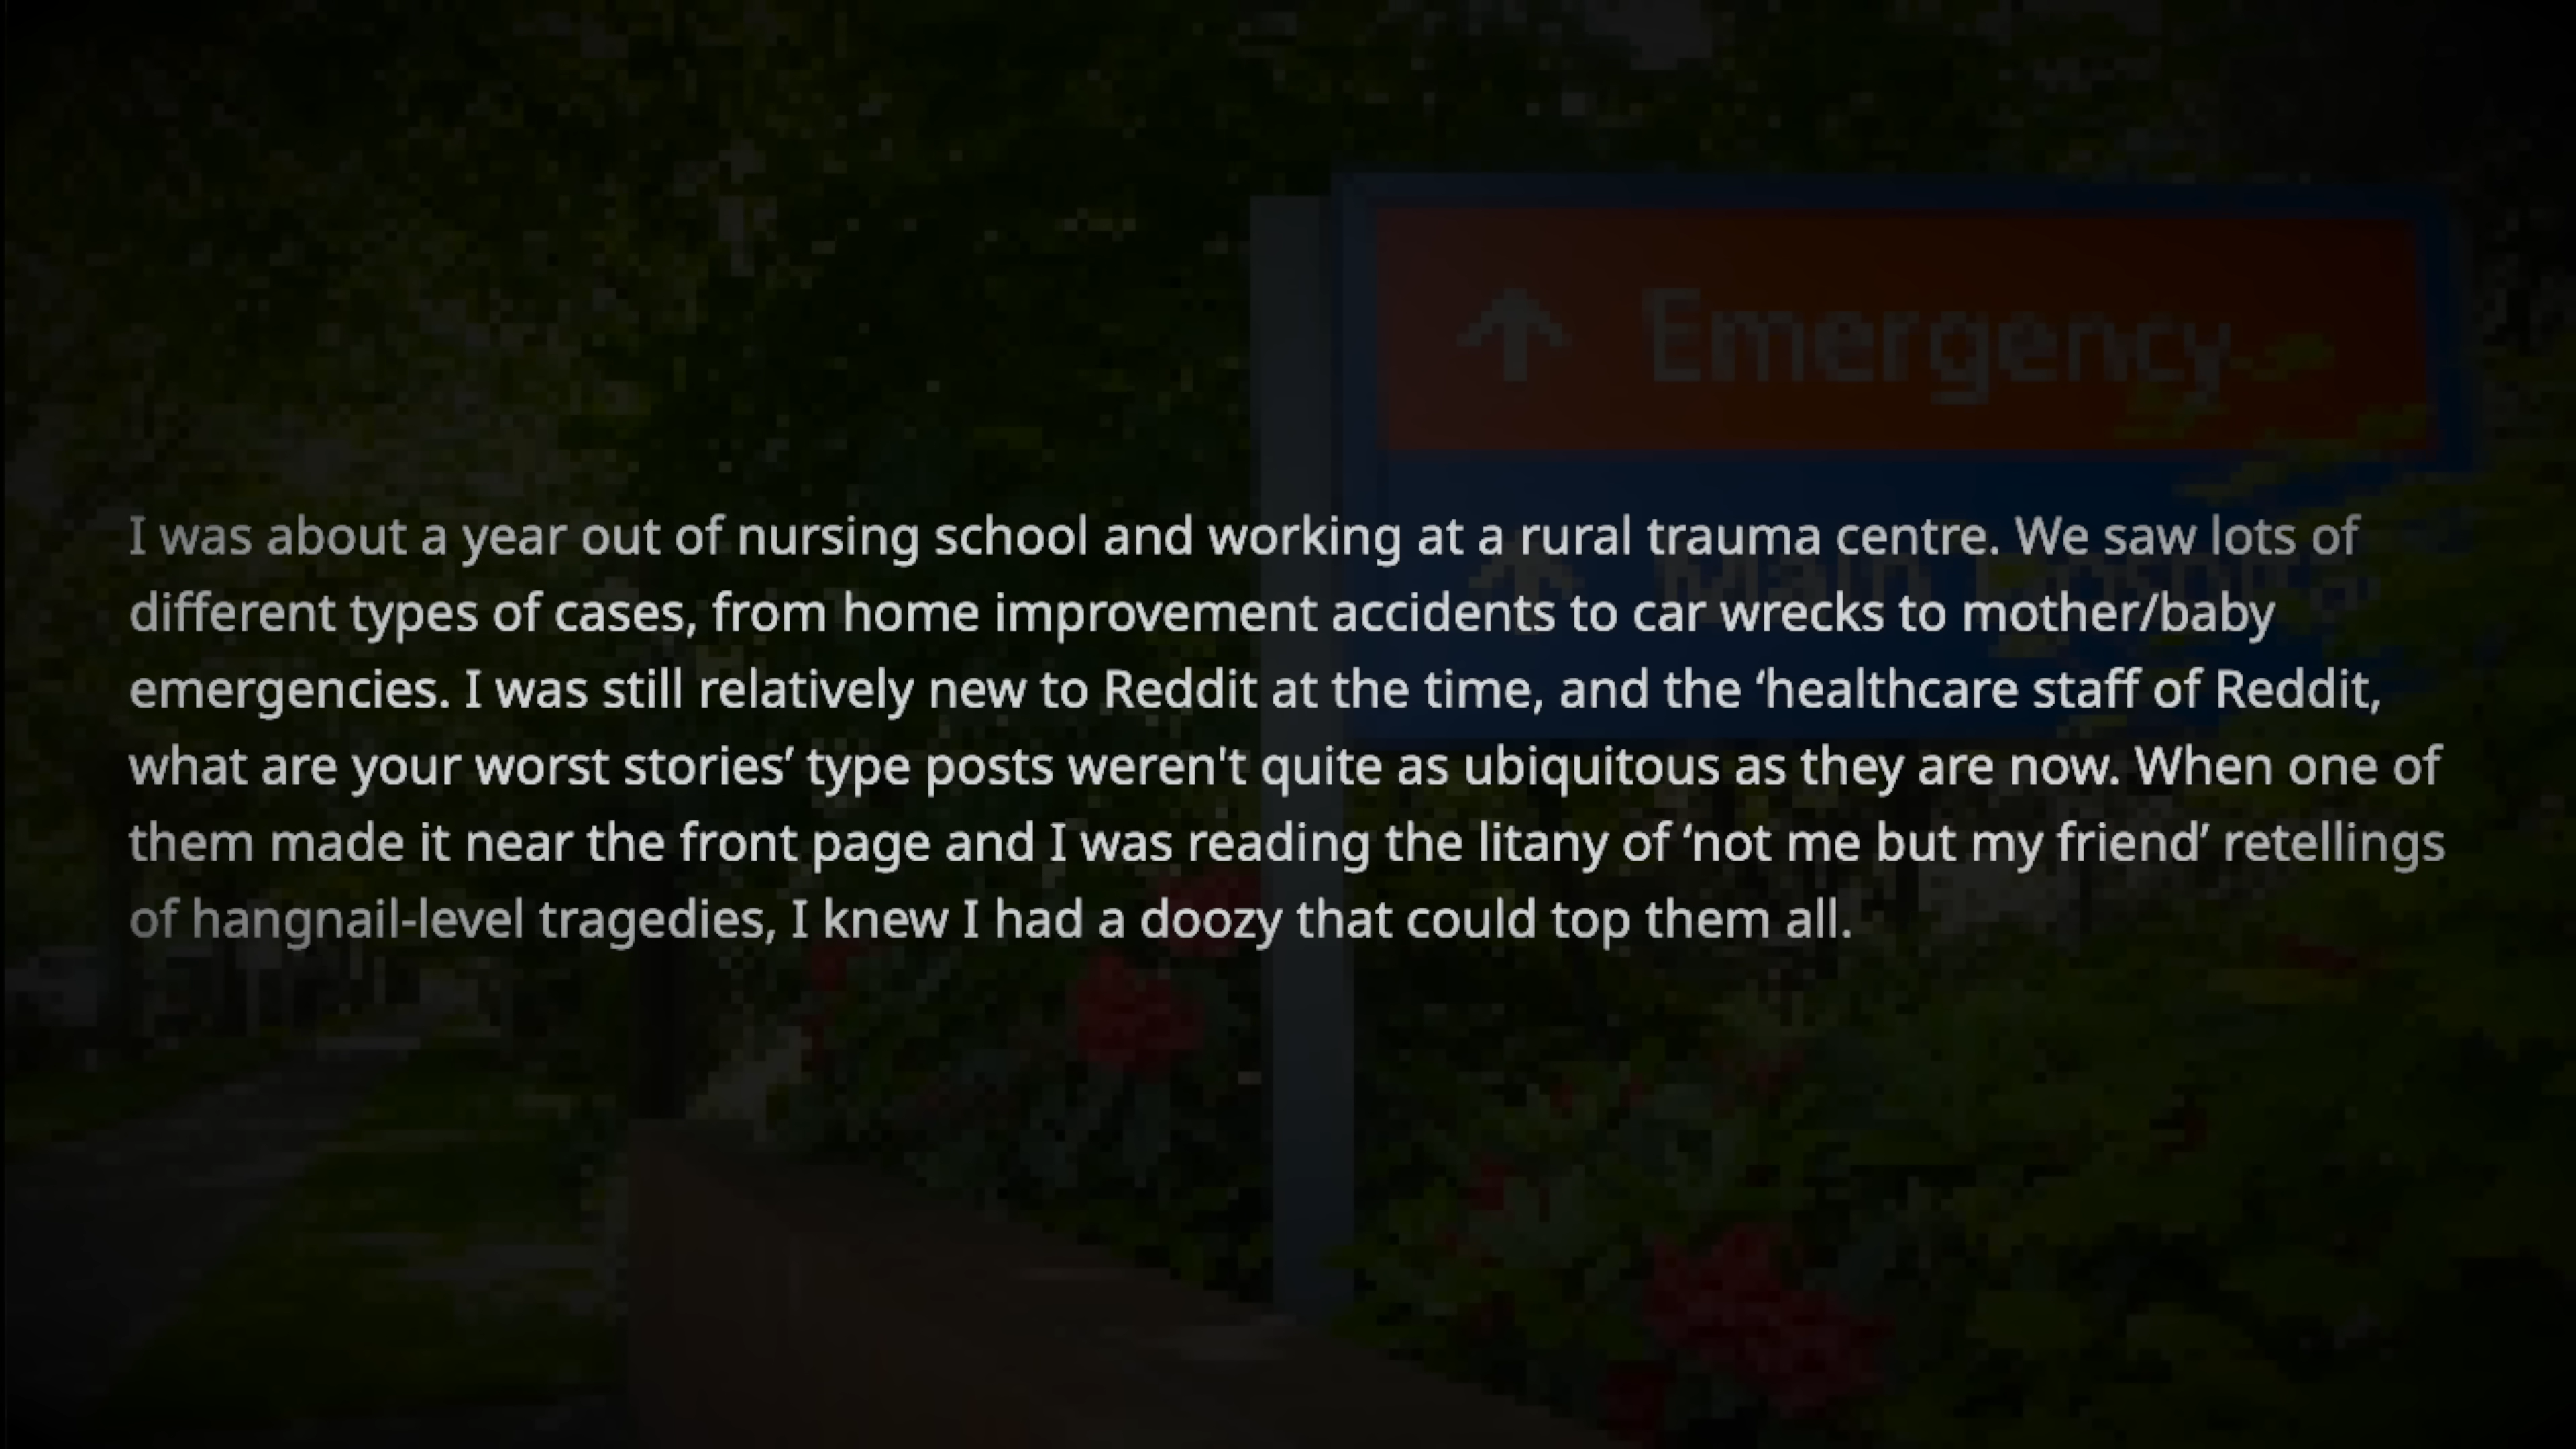 ↑ Emergency
↑ Main Hospital
I was about a year out of nursing school and working at a rural trauma centre. We saw lots of
different types of cases, from home improvement accidents to car wrecks to mother/baby
emergencies. I was still relatively new to Reddit at the time, and the ‘healthcare staff of Reddit,
what are your worst stories’ type posts weren't quite as ubiquitous as they are now. When one of
them made it near the front page and I was reading the litany of ‘not me but my friend’ retellings
of hangnail-level tragedies, I knew I had a doozy that could top them all.